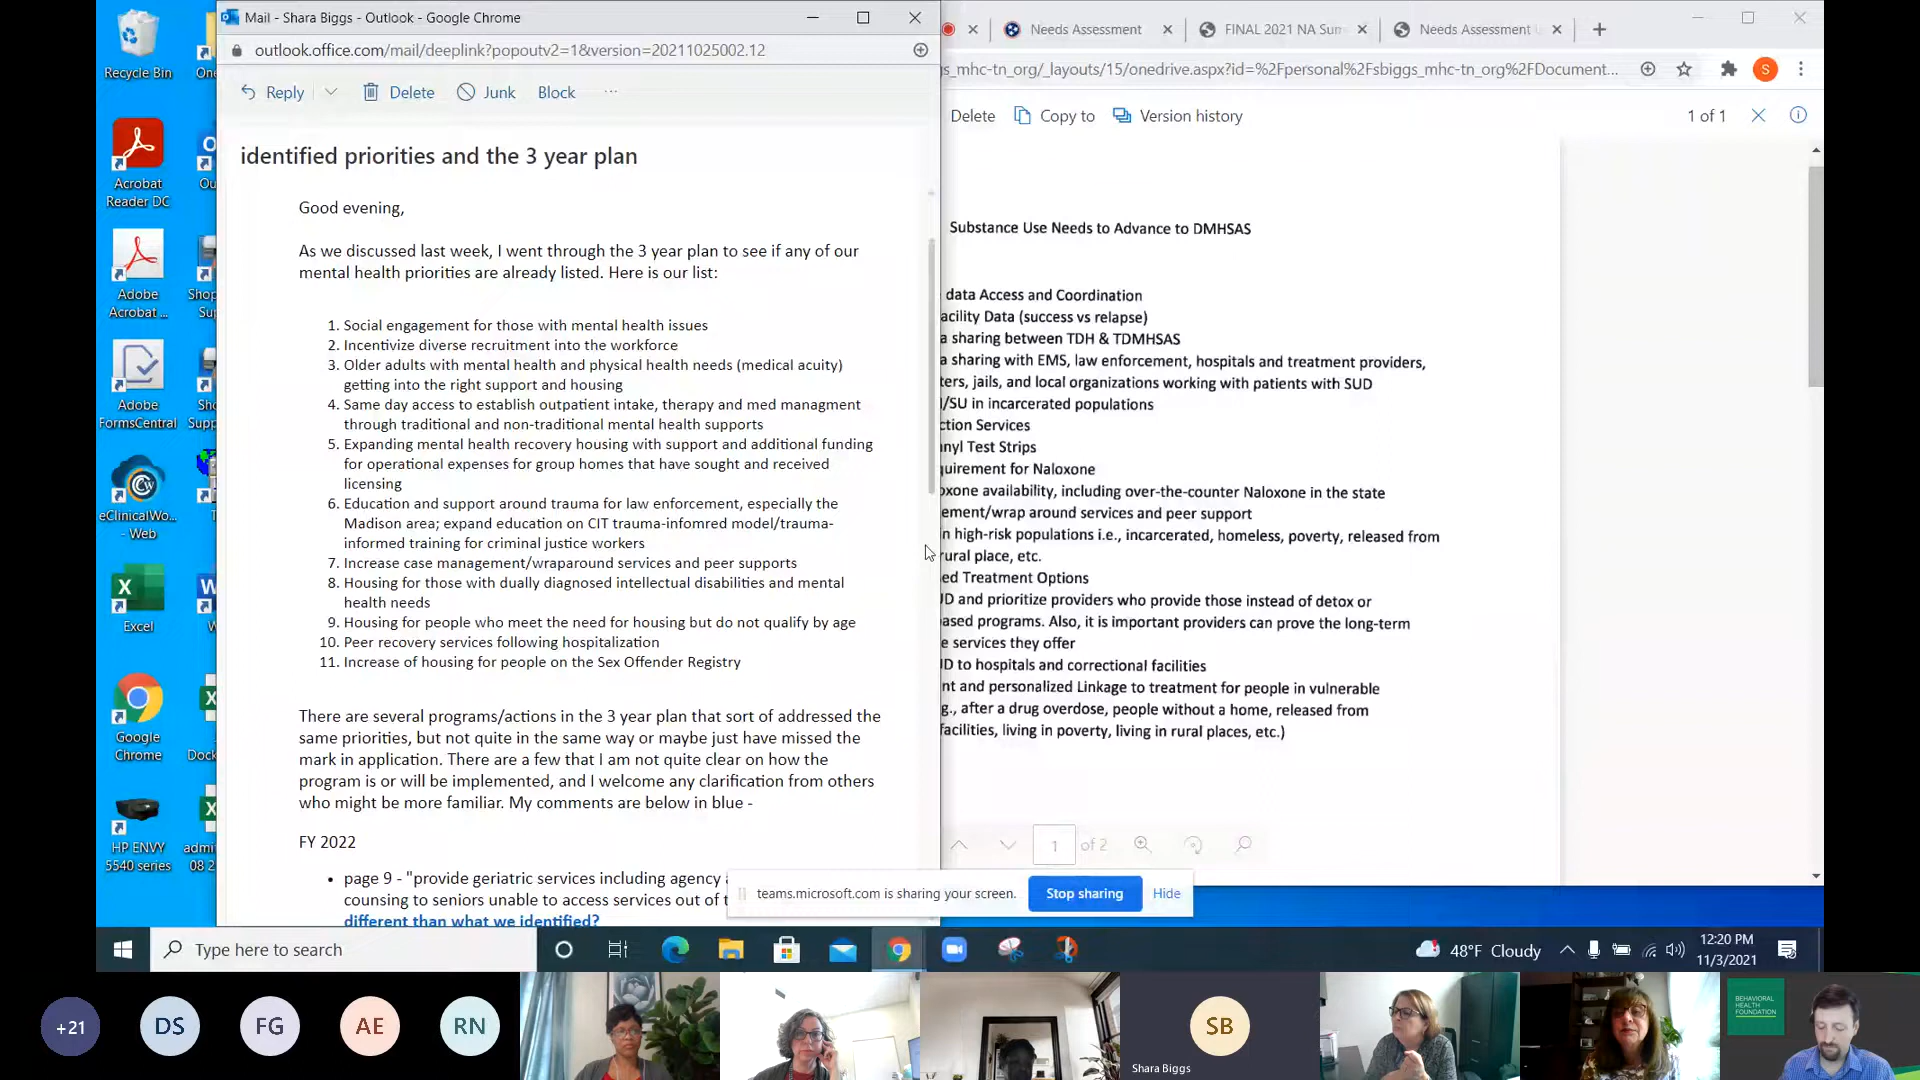 Mail - Shara Biggs - Outlook - Google Chrome
outlook.office.com/mail/deeplink?popoutv2=1&version=20211025002.12
Reply
Delete
Junk
Block
identified priorities and the 3 year plan
Good evening,
As we discussed last week, I went through the 3 year plan to see if any of our
mental health priorities are already listed. Here is our list:
1. Social engagement for those with mental health issues
2. Incentivize diverse recruitment into the workforce
3. Older adults with mental health and physical health needs (medical acuity)
getting into the right support and housing
4. Same day access to establish outpatient intake, therapy and med managment
through traditional and non-traditional mental health supports
5. Expanding mental health recovery housing with support and additional funding
for operational expenses for group homes that have sought and received
licensing
6. Education and support around trauma for law enforcement, especially the
Madison area; expand education on CIT trauma-infomred model/trauma-
informed training for criminal justice workers
7. Increase case management/wraparound services and peer supports
8. Housing for those with dually diagnosed intellectual disabilities and mental
health needs
9. Housing for people who meet the need for housing but do not qualify by age
10. Peer recovery services following hospitalization
11. Increase of housing for people on the Sex Offender Registry
There are several programs/actions in the 3 year plan that sort of addressed the
same priorities, but not quite in the same way or maybe just have missed the
mark in application. There are a few that I am not quite clear on how the
program is or will be implemented, and I welcome any clarification from others
who might be more familiar. My comments are below in blue -
FY 2022
• page 9 - "provide geriatric services including agency
counsing to seniors unable to access services out of
different than what we identified?
Needs Assessment
FINAL 2021 NA Sum
Needs Assessment
s_mhc-tn_org/_layouts/15/onedrive.aspx?id=%2Fpersonal%2Fsbiggs_mhc-tn_org%2FDocument...
S
Delete
Copy to
Version history
1 of 1
Substance Use Needs to Advance to DMHSAS
data Access and Coordination
acility Data (success vs relapse)
a sharing between TDH & TDMHSAS
a sharing with EMS, law enforcement, hospitals and treatment providers,
ters, jails, and local organizations working with patients with SUD
/SU in incarcerated populations
ction Services
nyl Test Strips
quirement for Naloxone
oxone availability, including over-the-counter Naloxone in the state
ement/wrap around services and peer support
n high-risk populations i.e., incarcerated, homeless, poverty, released from
rural place, etc.
ed Treatment Options
UD and prioritize providers who provide those instead of detox or
ased programs. Also, it is important providers can prove the long-term
e services they offer
UD to hospitals and correctional facilities
nt and personalized Linkage to treatment for people in vulnerable
g., after a drug overdose, people without a home, released from
facilities, living in poverty, living in rural places, etc.)
1 of 2
teams.microsoft.com is sharing your screen.
Stop sharing
Hide
Recycle Bin
One
Acrobat
Reader DC
Ou
Adobe
Acrobat ...
Shop
Sup
Adobe
FormsCentral
Sho
Supp
eClinicalWo...
- Web
Excel
W
Google
Chrome
Dock
HP ENVY
5540 series
admi
08 2
Type here to search
48°F Cloudy
12:20 PM
11/3/2021
+21
DS
FG
AE
RN
SB
Shara Biggs
BEHAVIORAL
HEALTH
FOUNDATION